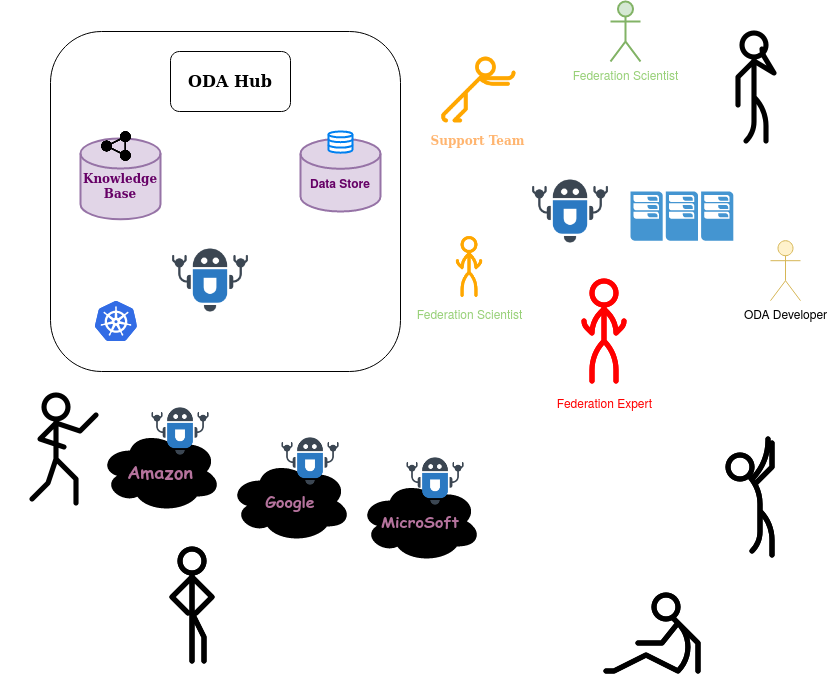 Federation Scientist
ODA Hub
Support Team
Knowledge
Base
Data Store
Federation Scientist
ODA Developer
Federation Expert
Amazon
Google
MicroSoft